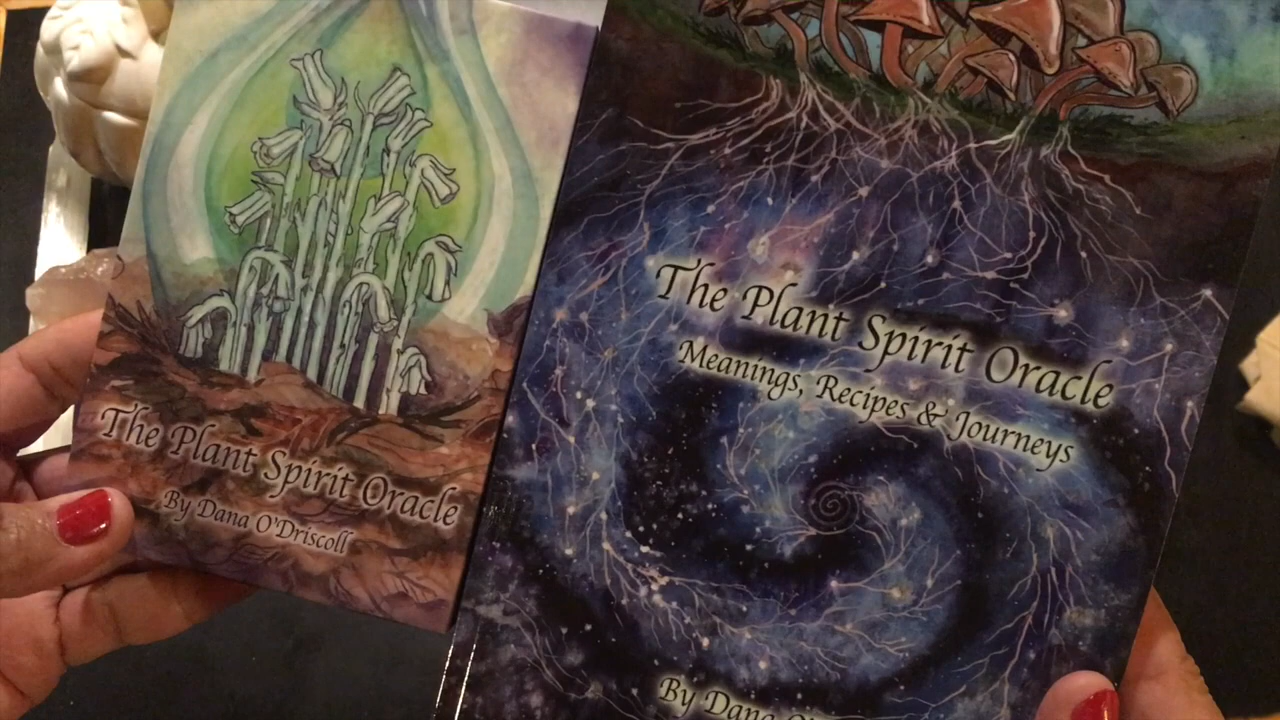 The Plant Spirit Oracle
By Dana O'Driscoll
The Plant Spirit Oracle
Meanings, Recipes & Journeys
By Dana